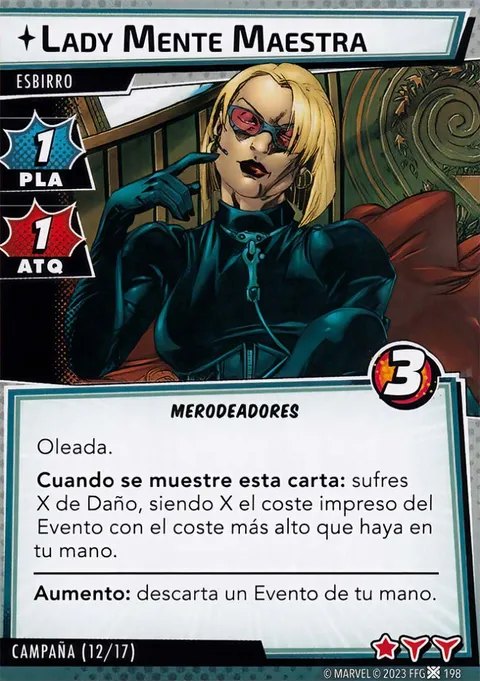 LADY MENTE MAESTRA
ESBIRRO
1
PLA
1
ATQ
3
MERODEADORES
Oleada.
Cuando se muestre esta carta: sufres
X de Daño, siendo X el coste impreso del
Evento con el coste más alto que haya en
tu mano.
Aumento: descarta un Evento de tu mano.
CAMPAÑA (12/17)
© MARVEL © 2023 FFG 198